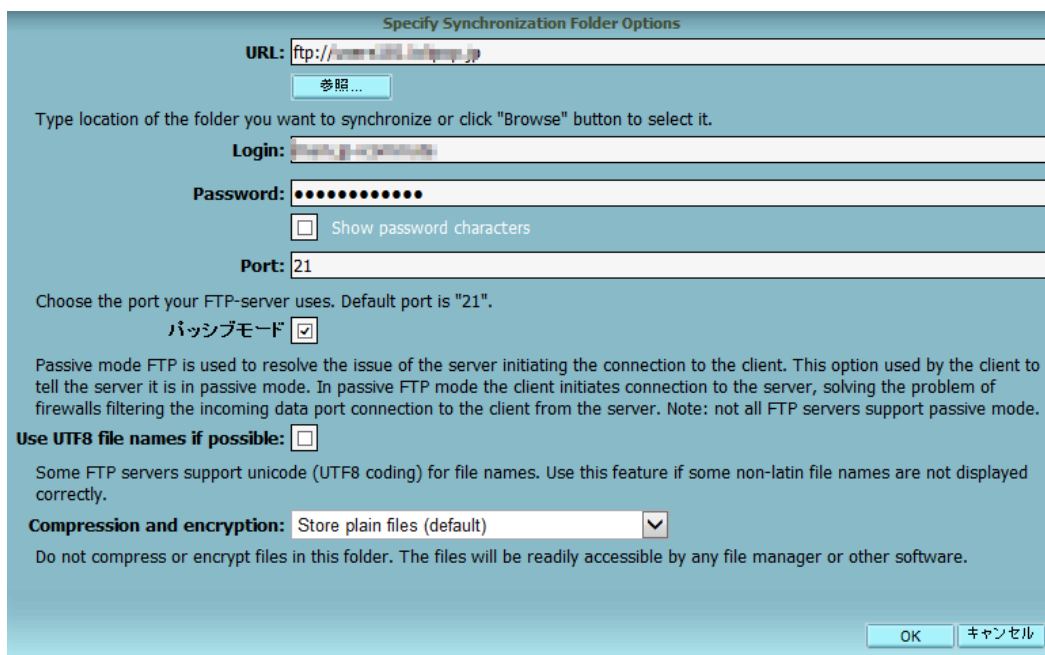 Specify Synchronization Folder Options
URL: ftp://
参照...
Type location of the folder you want to synchronize or click "Browse" button to select it.
Login:
Password: ••••••••••••
Show password characters
Port: 21
Choose the port your FTP-server uses. Default port is "21".
パッシブモード
Passive mode FTP is used to resolve the issue of the server initiating the connection to the client. This option used by the client to
tell the server it is in passive mode. In passive FTP mode the client initiates connection to the server, solving the problem of
firewalls filtering the incoming data port connection to the client from the server. Note: not all FTP servers support passive mode.
Use UTF8 file names if possible:
Some FTP servers support unicode (UTF8 coding) for file names. Use this feature if some non-latin file names are not displayed
correctly.
Compression and encryption: Store plain files (default)
Do not compress or encrypt files in this folder. The files will be readily accessible by any file manager or other software.
OK キャンセル